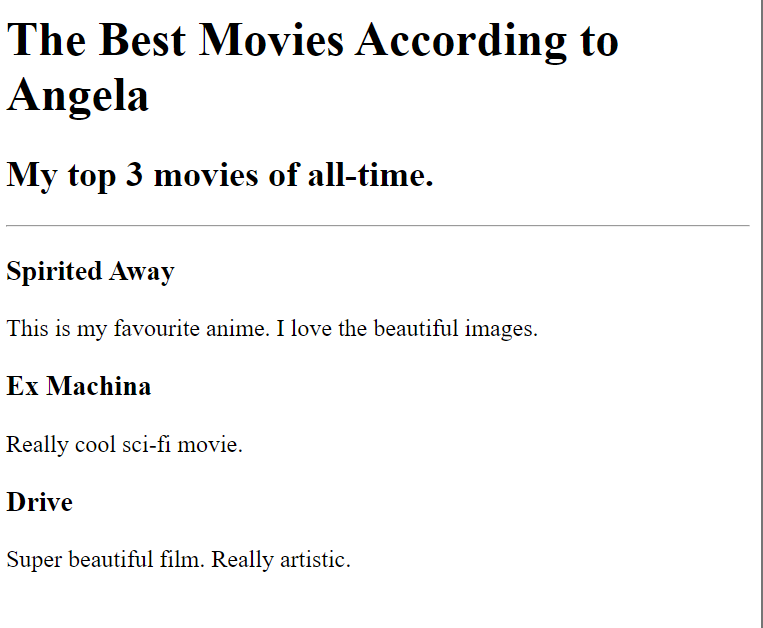 The Best Movies According to
Angela
My top 3 movies of all-time.
Spirited Away
This is my favourite anime. I love the beautiful images.
Ex Machina
Really cool sci-fi movie.
Drive
Super beautiful film. Really artistic.